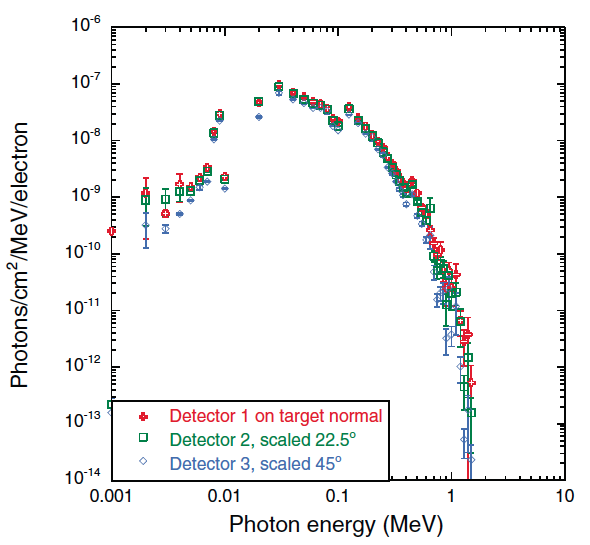 10⁻⁶
10⁻⁷
10⁻⁸
10⁻⁹
10⁻¹⁰
10⁻¹¹
10⁻¹²
10⁻¹³
10⁻¹⁴
Photons/cm²/MeV/electron
Detector 1 on target normal
Detector 2, scaled 22.5°
Detector 3, scaled 45°
0.001 0.01 0.1 1 10
Photon energy (MeV)